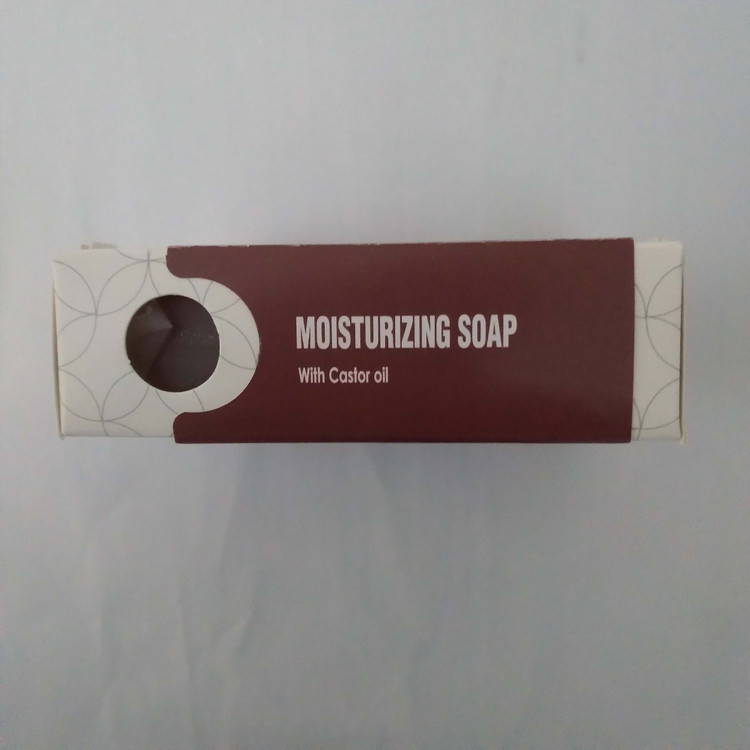 MOISTURIZING SOAP
With Castor oil